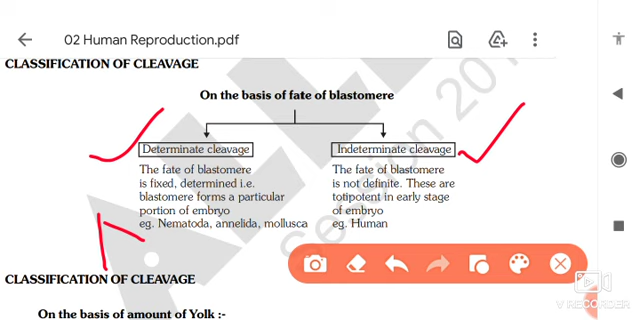 02 Human Reproduction.pdf
CLASSIFICATION OF CLEAVAGE
On the basis of fate of blastomere
Determinate cleavage
The fate of blastomere
is fixed, determined i.e.
blastomere forms a particular
portion of embryo
eg. Nematoda, annelida, mollusca
Indeterminate cleavage
The fate of blastomere
is not definite. These are
totipotent in early stage
of embryo
eg. Human
CLASSIFICATION OF CLEAVAGE
On the basis of amount of Yolk :-
V RECORDER